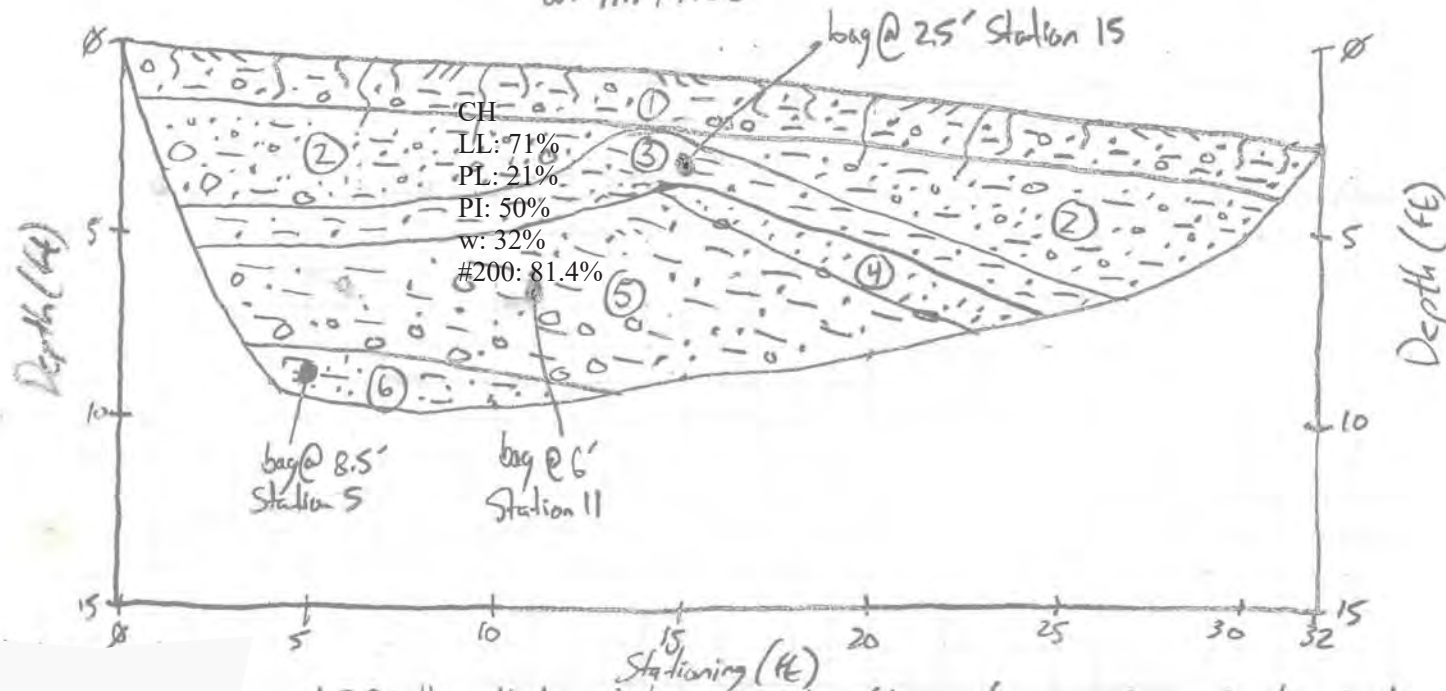 bag @ 2.5' Station 15
Ø
Ø
①
CH
LL: 71%
PL: 21%
PI: 50%
w: 32%
#200: 81.4%
②
③
②
④
⑤
⑥
5
5
10
10
15
15
Depth (ft)
Depth (ft)
bag @ 8.5'
Station 5
bag @ 6'
Station 11
Ø 5 10 15 20 25 30 32
Stationing (ft)